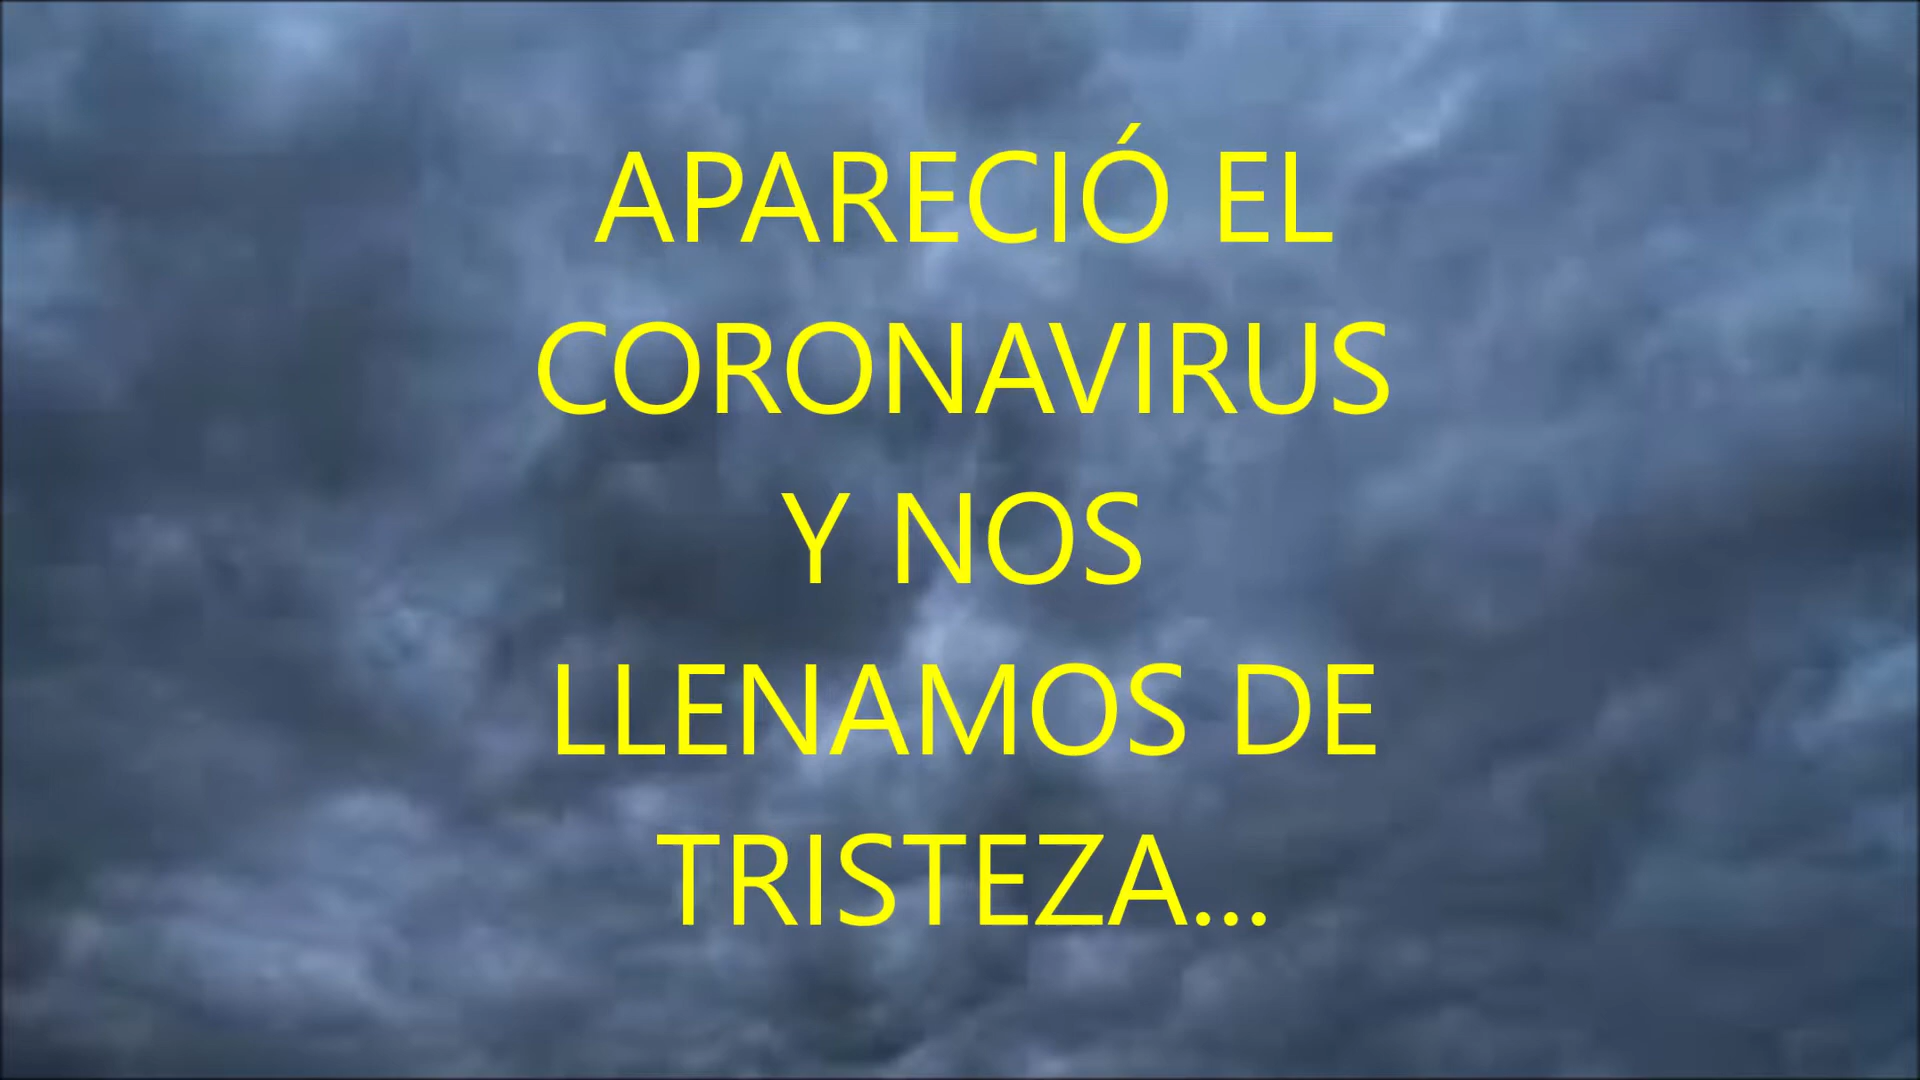 APARECIÓ EL
CORONAVIRUS
Y NOS
LLENAMOS DE
TRISTEZA...